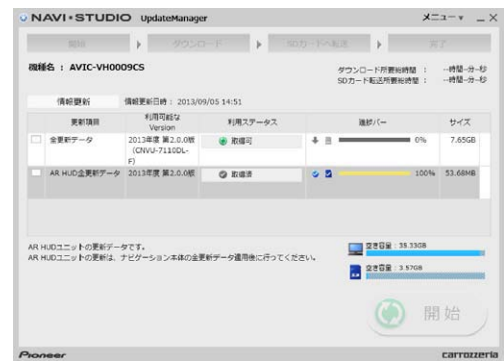 NAVI•STUDIO UpdateManager
メニュー
開始
ダウンロード
SDカードへ転送
完了
機種名 : AVIC-VH0009CS
ダウンロード所要総時間 : --時間-分-秒
SDカード転送所要総時間 : --時間-分-秒
情報更新
情報更新日時 : 2013/09/05 14:51
更新項目
利用可能な Version
利用ステータス
進捗バー
サイズ
全更新データ
2013年度 第2.0.0版 (CNVU-7110DL-F)
取得可
0%
7.65GB
AR HUD全更新データ
2013年度 第2.0.0版
取得済
100%
53.68MB
AR HUDユニットの更新データです。
AR HUDユニットの更新は、ナビゲーション本体の全更新データ適用後に行ってください。
空き容量 : 39.33GB
空き容量 : 3.57GB
開始
Pioneer
carrozzeria